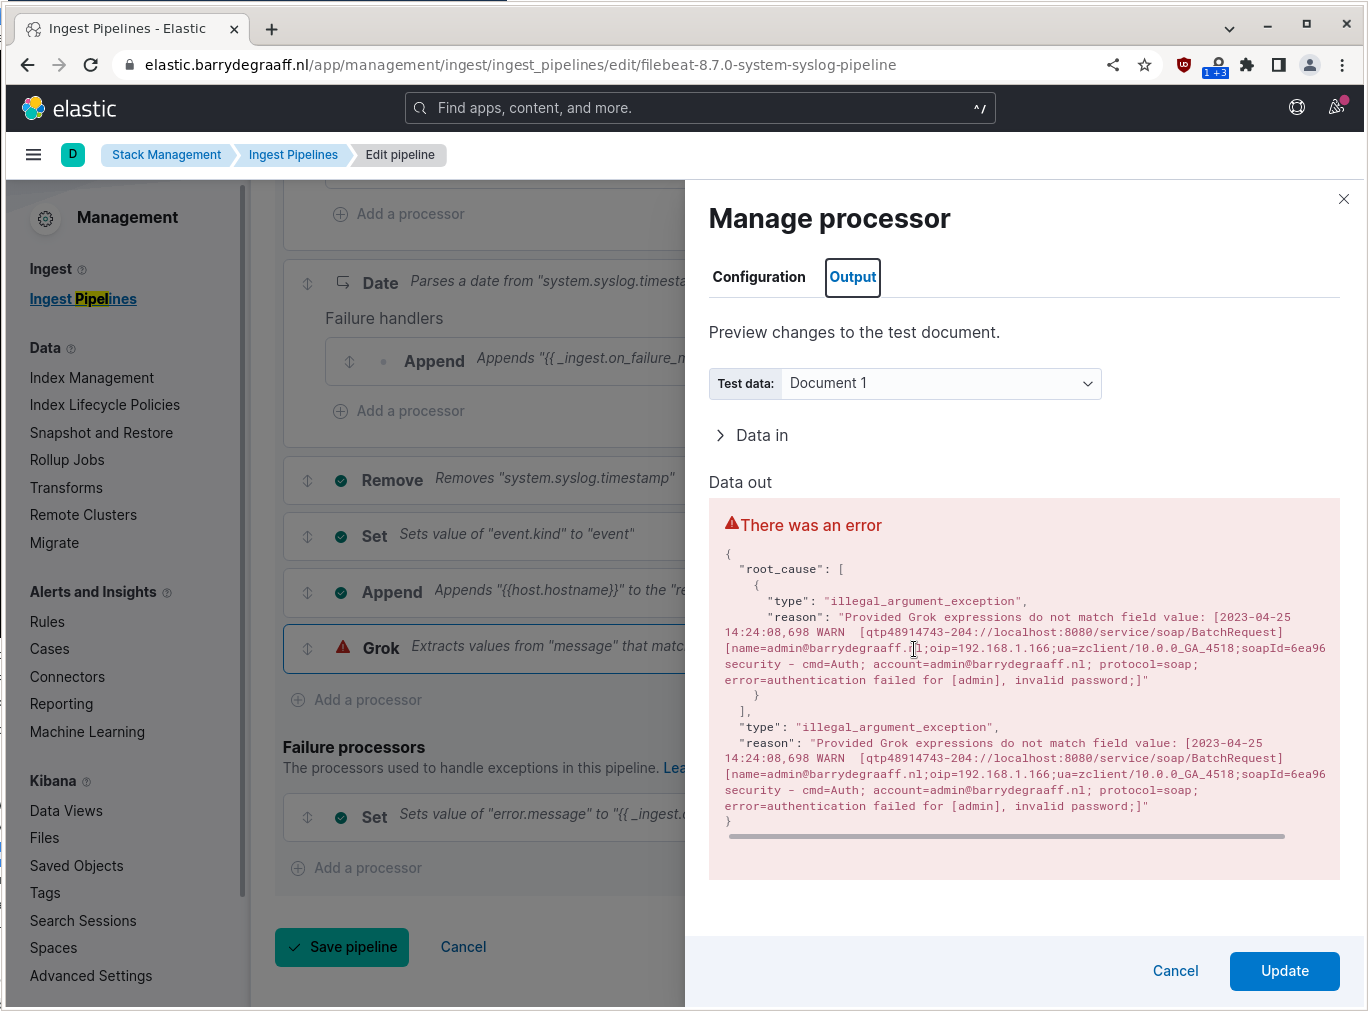 Ingest Pipelines - Elastic
elastic.barrydegraaff.nl/app/management/ingest/ingest_pipelines/edit/filebeat-8.7.0-system-syslog-pipeline
1 +3
elastic
Find apps, content, and more.
^/
D
Stack Management
Ingest Pipelines
Edit pipeline
Management
Ingest
Ingest Pipelines
Data
Index Management
Index Lifecycle Policies
Snapshot and Restore
Rollup Jobs
Transforms
Remote Clusters
Migrate
Alerts and Insights
Rules
Cases
Connectors
Reporting
Machine Learning
Kibana
Data Views
Files
Saved Objects
Tags
Search Sessions
Spaces
Advanced Settings
Add a processor
Date Parses a date from "system.syslog.timesta
Failure handlers
Append Appends "{{ _ingest.on_failure_m
Add a processor
Remove Removes "system.syslog.timestamp"
Set Sets value of "event.kind" to "event"
Append Appends "{{host.hostname}}" to the "re
Grok Extracts values from "message" that matc
Add a processor
Failure processors
The processors used to handle exceptions in this pipeline. Lea
Set Sets value of "error.message" to "{{ _ingest.o
Add a processor
Save pipeline
Cancel
Manage processor
Configuration
Output
Preview changes to the test document.
Test data: Document 1
Data in
Data out
There was an error
{
"root_cause": [
{
"type": "illegal_argument_exception",
"reason": "Provided Grok expressions do not match field value: [2023-04-25
14:24:08,698 WARN  [qtp48914743-204://localhost:8080/service/soap/BatchRequest]
[name=admin@barrydegraaff.nl;oip=192.168.1.166;ua=zclient/10.0.0_GA_4518;soapId=6ea96
security - cmd=Auth; account=admin@barrydegraaff.nl; protocol=soap;
error=authentication failed for [admin], invalid password;]"
}
],
"type": "illegal_argument_exception",
"reason": "Provided Grok expressions do not match field value: [2023-04-25
14:24:08,698 WARN  [qtp48914743-204://localhost:8080/service/soap/BatchRequest]
[name=admin@barrydegraaff.nl;oip=192.168.1.166;ua=zclient/10.0.0_GA_4518;soapId=6ea96
security - cmd=Auth; account=admin@barrydegraaff.nl; protocol=soap;
error=authentication failed for [admin], invalid password;]"
}
Cancel
Update